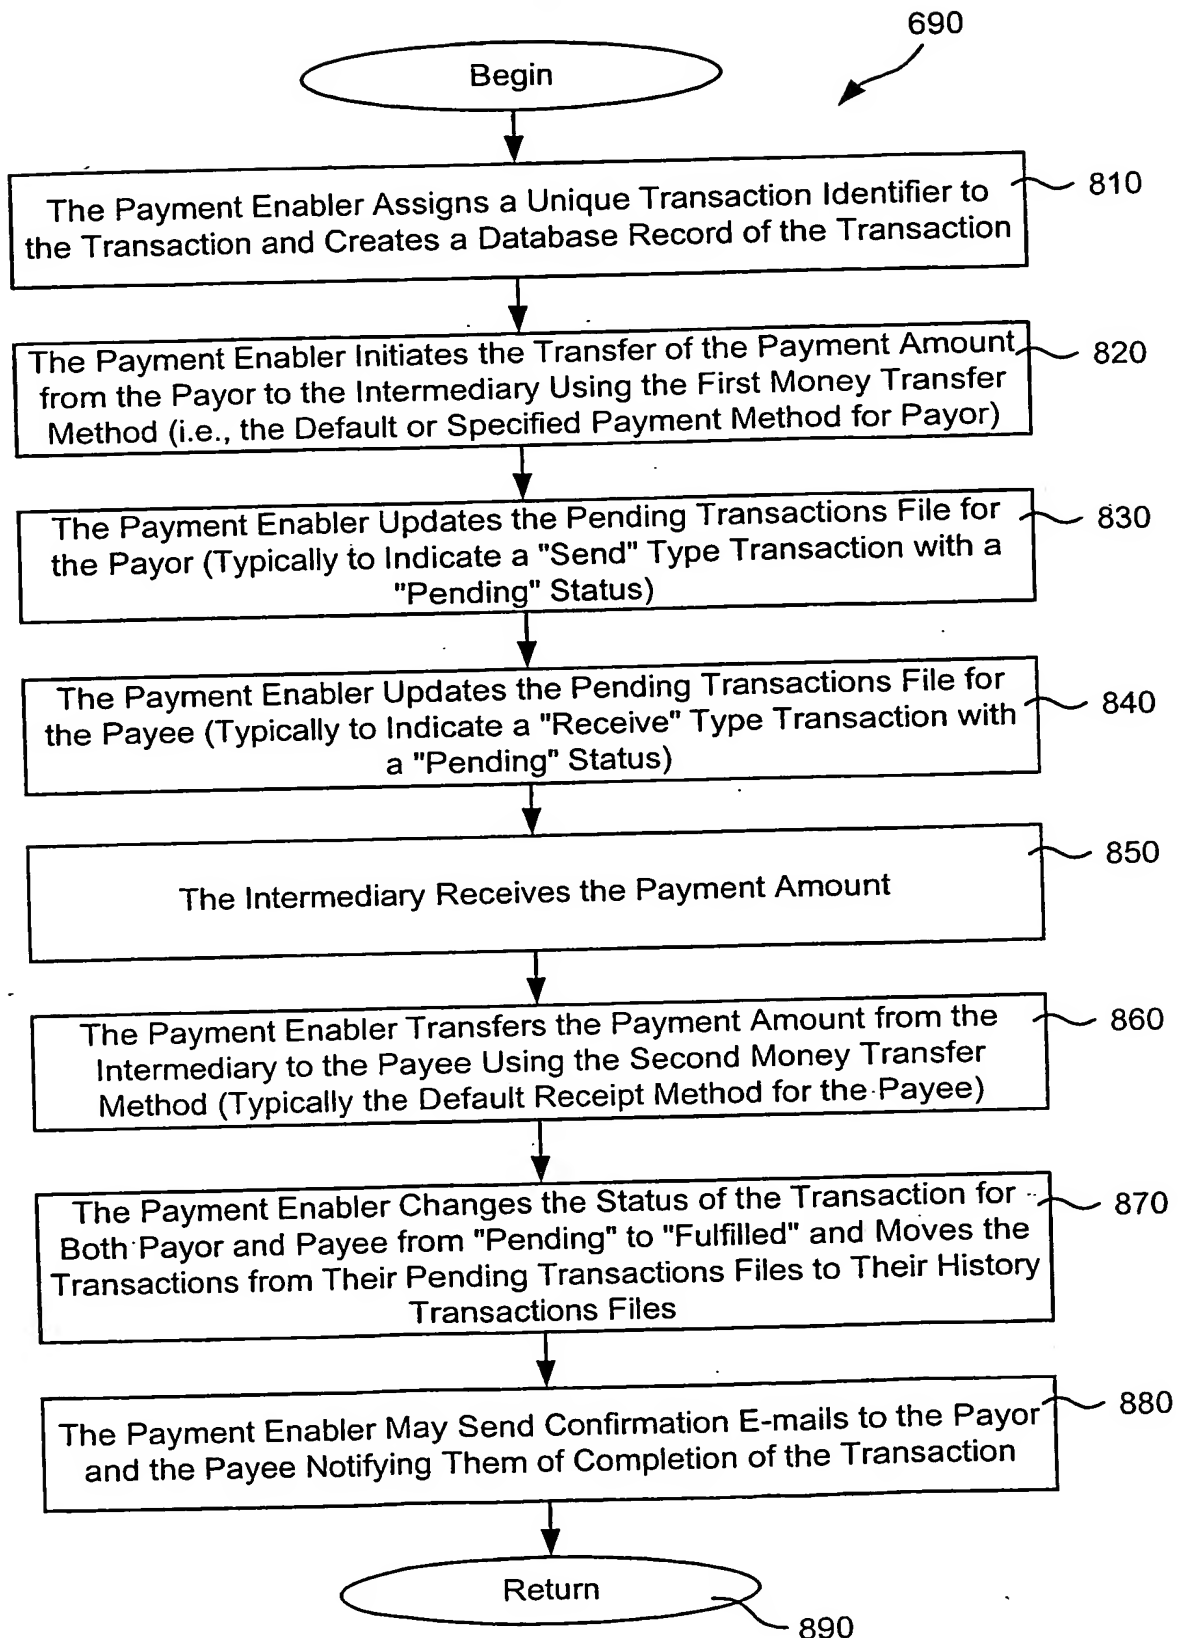 690
Begin
The Payment Enabler Assigns a Unique Transaction Identifier to
the Transaction and Creates a Database Record of the Transaction
810
The Payment Enabler Initiates the Transfer of the Payment Amount
from the Payor to the Intermediary Using the First Money Transfer
Method (i.e., the Default or Specified Payment Method for Payor)
820
The Payment Enabler Updates the Pending Transactions File for
the Payor (Typically to Indicate a "Send" Type Transaction with a
"Pending" Status)
830
The Payment Enabler Updates the Pending Transactions File for
the Payee (Typically to Indicate a "Receive" Type Transaction with
a "Pending" Status)
840
The Intermediary Receives the Payment Amount
850
The Payment Enabler Transfers the Payment Amount from the
Intermediary to the Payee Using the Second Money Transfer
Method (Typically the Default Receipt Method for the Payee)
860
The Payment Enabler Changes the Status of the Transaction for
Both Payor and Payee from "Pending" to "Fulfilled" and Moves the
Transactions from Their Pending Transactions Files to Their History
Transactions Files
870
The Payment Enabler May Send Confirmation E-mails to the Payor
and the Payee Notifying Them of Completion of the Transaction
880
Return
890